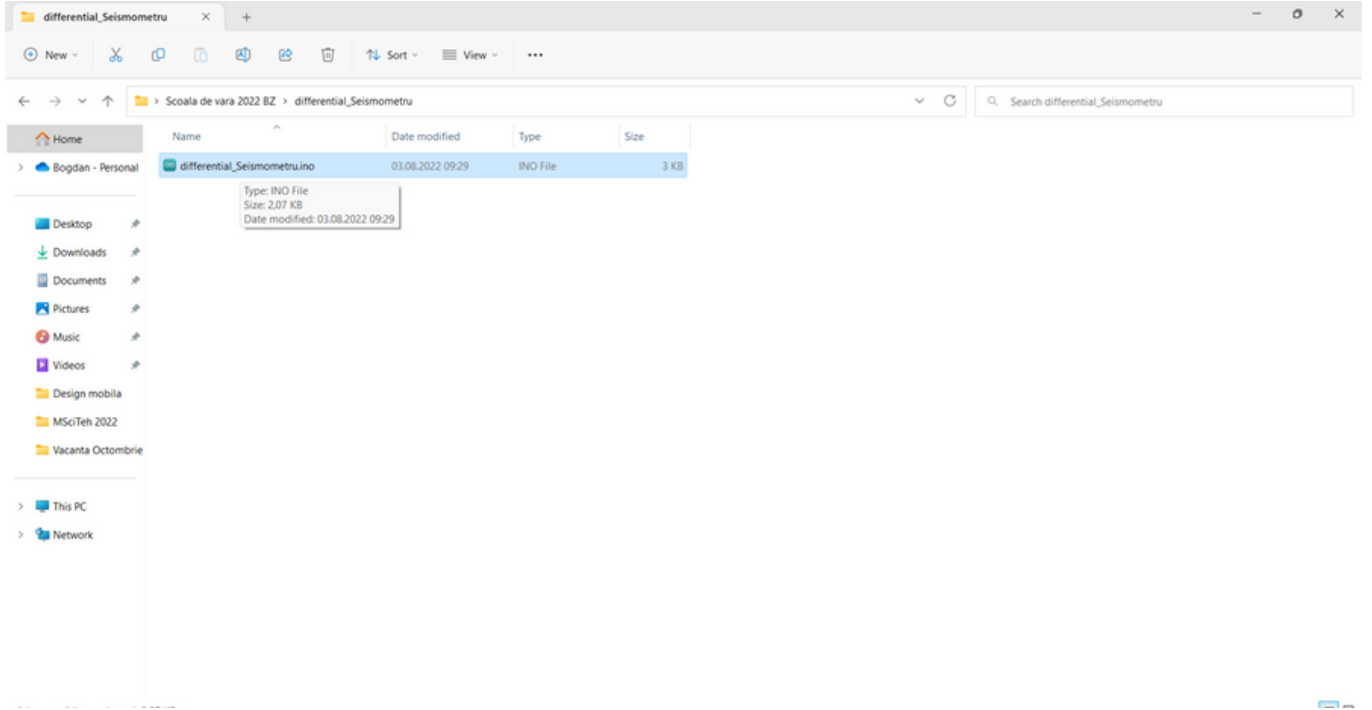 differential_Seismometru
New
Sort
View
Scoala de vara 2022 BZ > differential_Seismometru
Search differential_Seismometru
Home
Bogdan - Personal
Desktop
Downloads
Documents
Pictures
Music
Videos
Design mobila
MSciTeh 2022
Vacanta Octombrie
This PC
Network
Name Date modified Type Size
differential_Seismometru.ino 03.08.2022 09:29 INO File 3 KB
Type: INO File
Size: 2,07 KB
Date modified: 03.08.2022 09:29